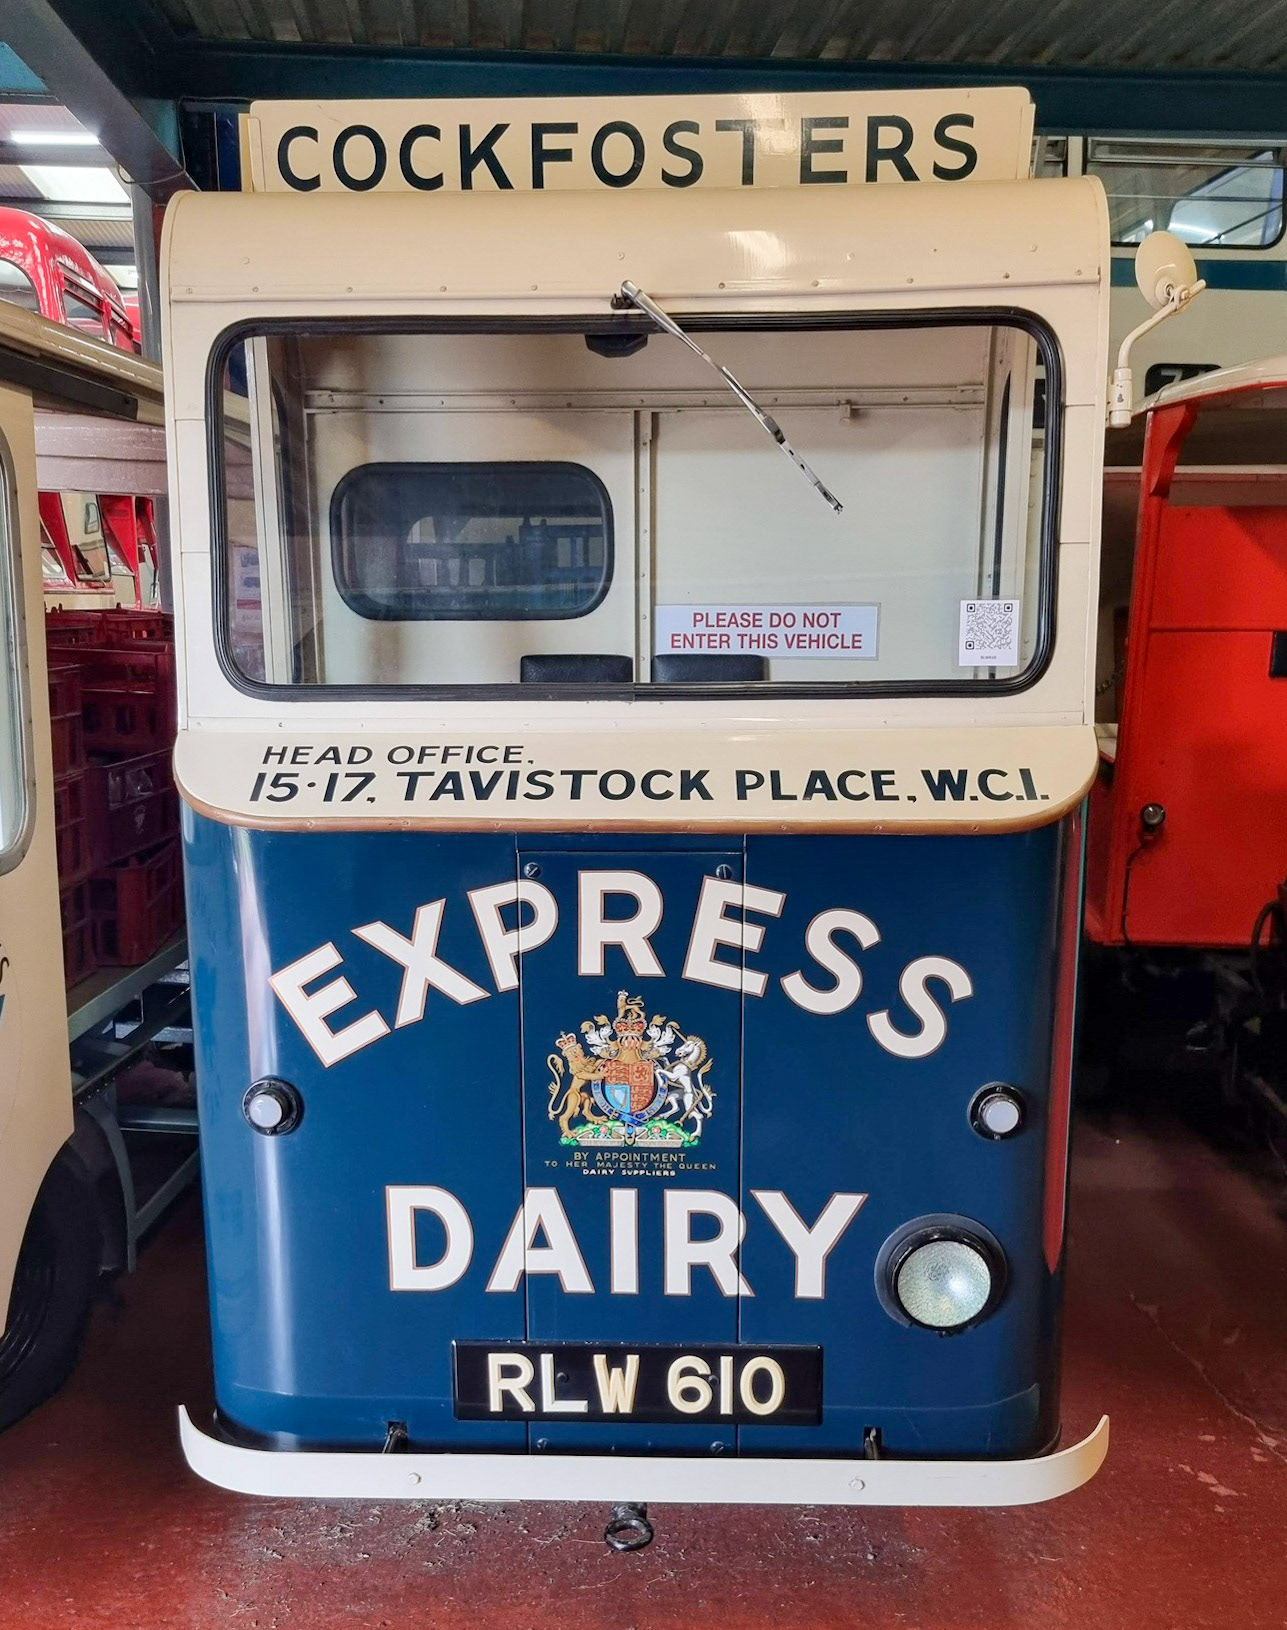 COCKFOSTERS
PLEASE DO NOT
ENTER THIS VEHICLE
HEAD OFFICE.
15·17, TAVISTOCK PLACE, W.C.1.
EXPRESS
BY APPOINTMENT
TO HER MAJESTY THE QUEEN
DAIRY SUPPLIERS
DAIRY
RLW 610